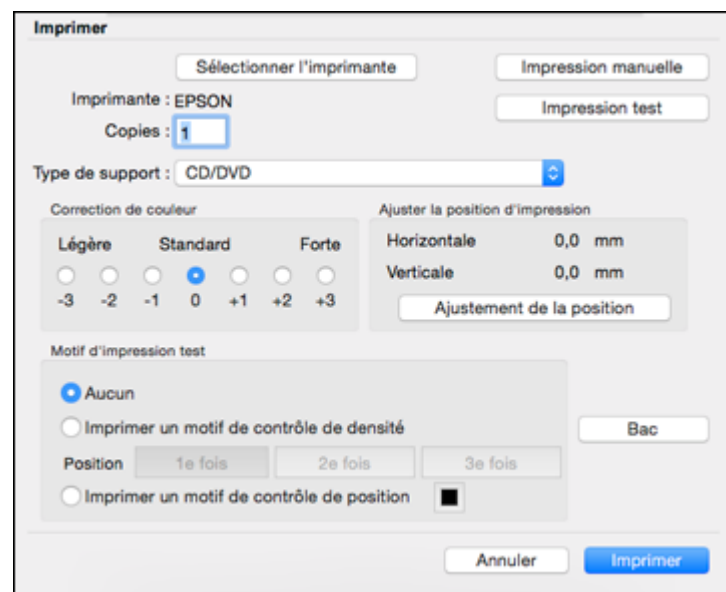 Imprimer
Sélectionner l'imprimante
Impression manuelle
Imprimante : EPSON
Impression test
Copies : 1
Type de support : CD/DVD
Correction de couleur
Ajuster la position d'impression
Légère Standard Forte
Horizontale 0,0 mm
Verticale 0,0 mm
-3 -2 -1 0 +1 +2 +3
Ajustement de la position
Motif d'impression test
Aucun
Imprimer un motif de contrôle de densité
Bac
Position 1e fois 2e fois 3e fois
Imprimer un motif de contrôle de position
Annuler Imprimer